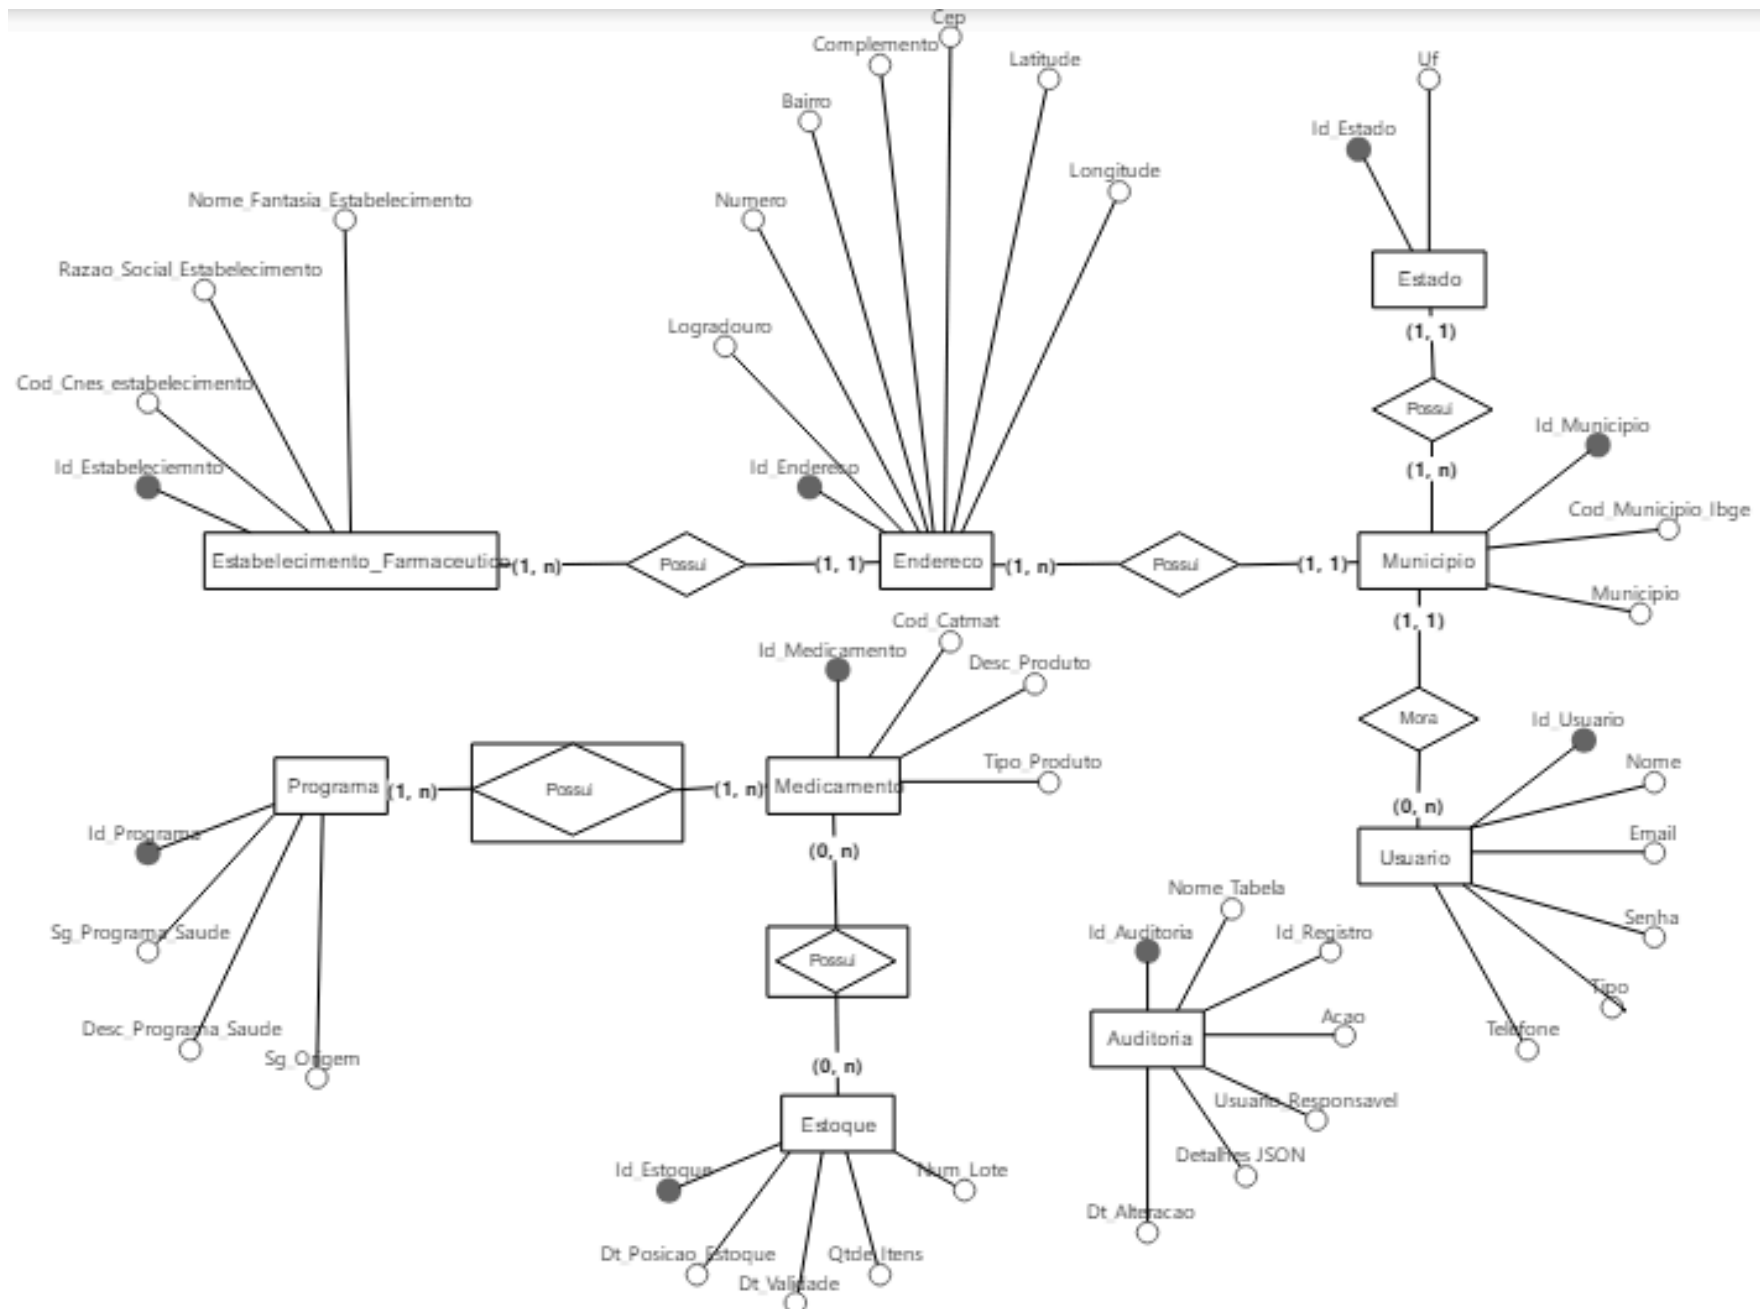 Cep
Complemento
Latitude
Uf
Bairro
Id_Estado
Longitude
Nome_Fantasia_Estabelecimento
Numero
Razao_Social_Estabelecimento
Estado
Logradouro
(1, 1)
Cod_Cnes_estabelecimento
Possui
Id_Municipio
Id_Estabeleciemnto
Id_Endereco
(1, n)
Cod_Municipio_Ibge
Estabelecimento_Farmaceutico
(1, n)
Possui
(1, 1)
Endereco
(1, n)
Possui
(1, 1)
Municipio
Municipio
Cod_Catmat
(1, 1)
Id_Medicamento
Desc_Produto
Mora
Id_Usuario
Tipo_Produto
Nome
Programa
(1, n)
Possui
(1, n)
Medicamento
(0, n)
Id_Programa
Email
(0, n)
Usuario
Nome_Tabela
Senha
Sg_Programa_Saude
Id_Auditoria
Id_Registro
Possui
Tipo
Desc_Programa_Saude
Acao
Telefone
Auditoria
Sg_Origem
(0, n)
Usuario_Responsavel
Estoque
Detalhes JSON
Id_Estoque
Num_Lote
Dt_Alteracao
Dt_Posicao_Estoque
Qtde_Itens
Dt_Validade